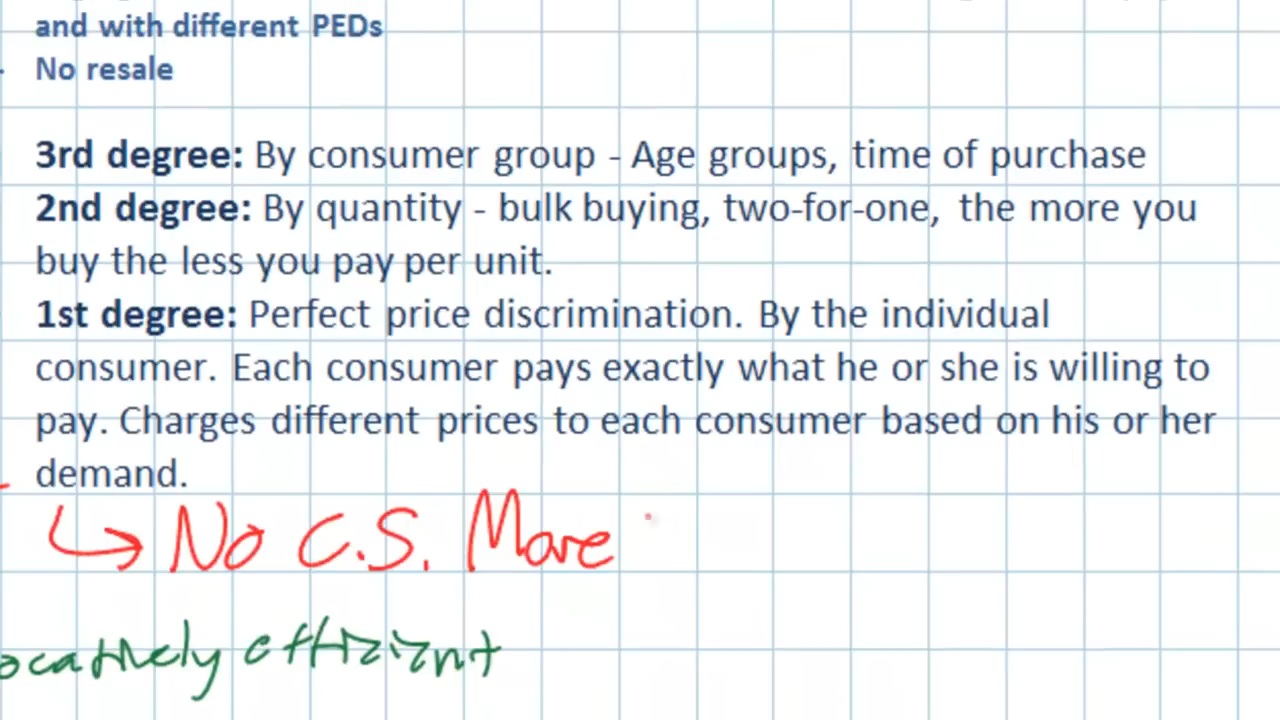 and with different PEDs
- No resale
3rd degree: By consumer group - Age groups, time of purchase
2nd degree: By quantity - bulk buying, two-for-one, the more you
buy the less you pay per unit.
1st degree: Perfect price discrimination. By the individual
consumer. Each consumer pays exactly what he or she is willing to
pay. Charges different prices to each consumer based on his or her
demand.
↳ No C.S. More
ocatively efficient